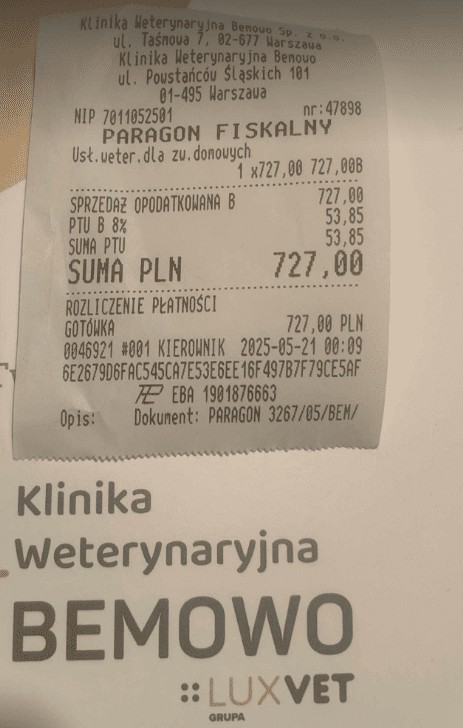 Klinika Weterynaryjna Bemowo Sp. z o.o.
ul. Taśmowa 7, 02-677 Warszawa
Klinika Weterynaryjna Bemowo
ul. Powstańców Śląskich 101
01-495 Warszawa
NIP 7011052501 nr:47898
PARAGON FISKALNY
Usł.weter.dla zw.domowych
1 x727,00 727,00B
SPRZEDAŻ OPODATKOWANA B 727,00
PTU B 8% 53,85
SUMA PTU 53,85
SUMA PLN 727,00
ROZLICZENIE PŁATNOŚCI
GOTÓWKA 727,00 PLN
0046921 #001 KIEROWNIK 2025-05-21 00:09
6E2679D6FAC545CA7E53E6EE16F497B7F79CE5AF
EBA 1901876663
Opis: Dokument: PARAGON 3267/05/BEM/
Klinika
Weterynaryjna
BEMOWO
LUXVET
GRUPA